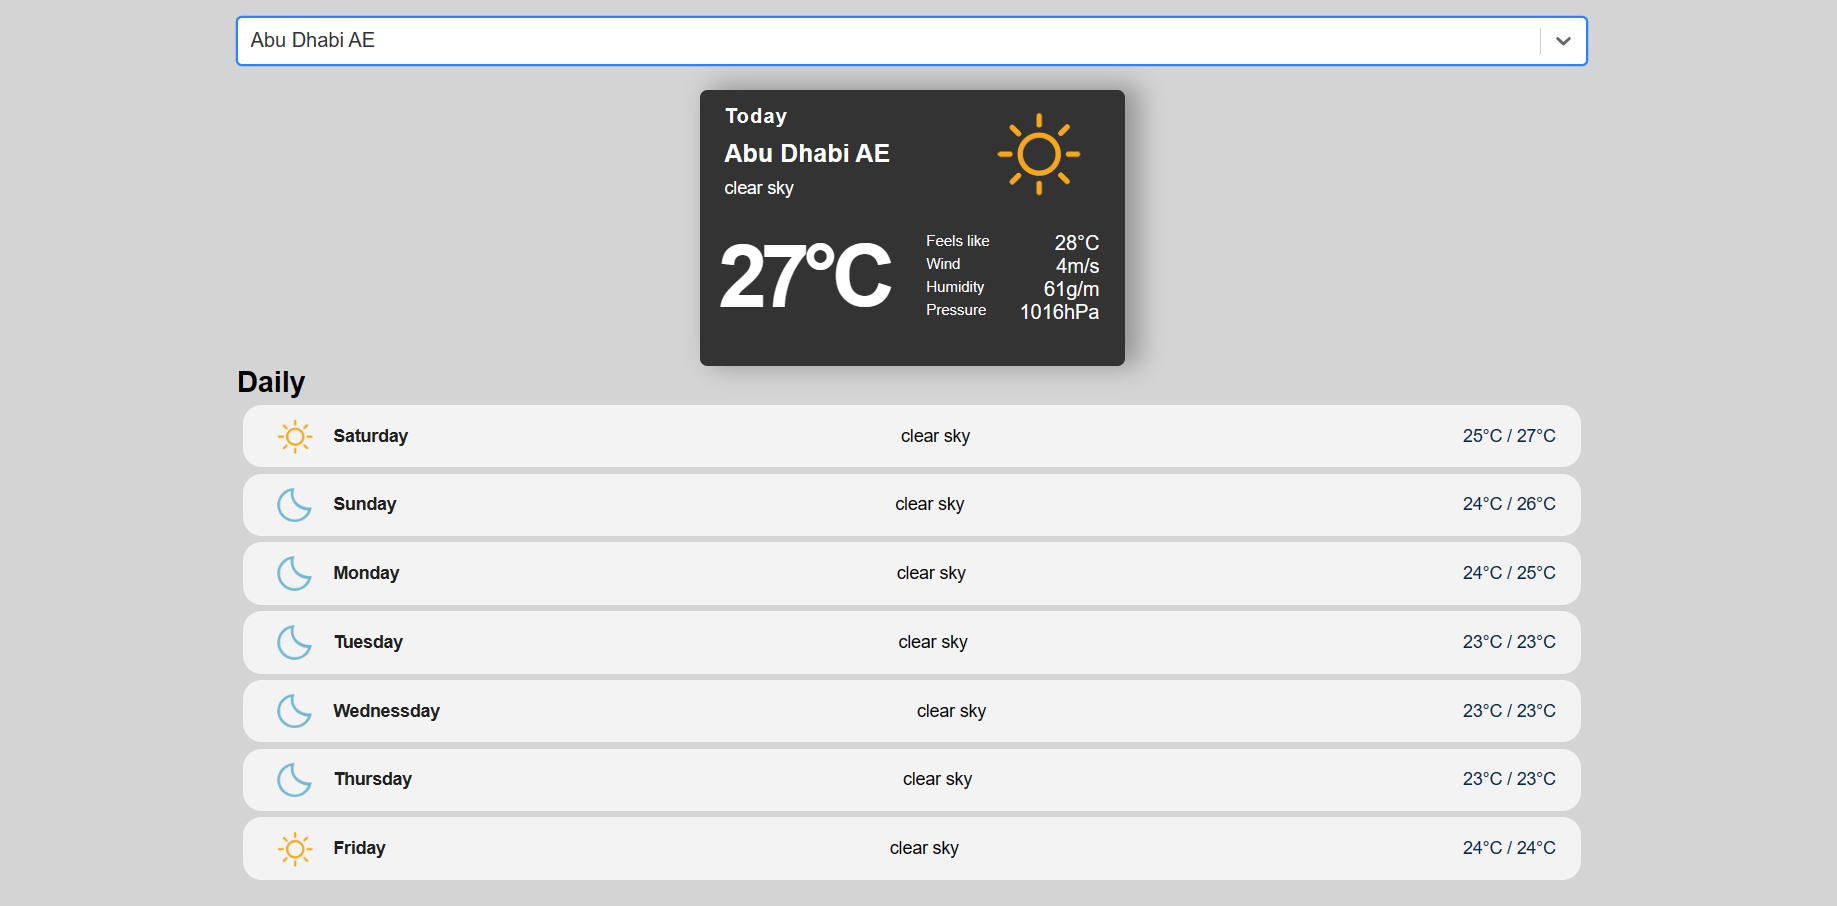 Abu Dhabi AE
Today
Abu Dhabi AE
clear sky
27°C
Feels like 28°C
Wind 4m/s
Humidity 61g/m
Pressure 1016hPa
Daily
Saturday clear sky 25°C / 27°C
Sunday clear sky 24°C / 26°C
Monday clear sky 24°C / 25°C
Tuesday clear sky 23°C / 23°C
Wednessday clear sky 23°C / 23°C
Thursday clear sky 23°C / 23°C
Friday clear sky 24°C / 24°C